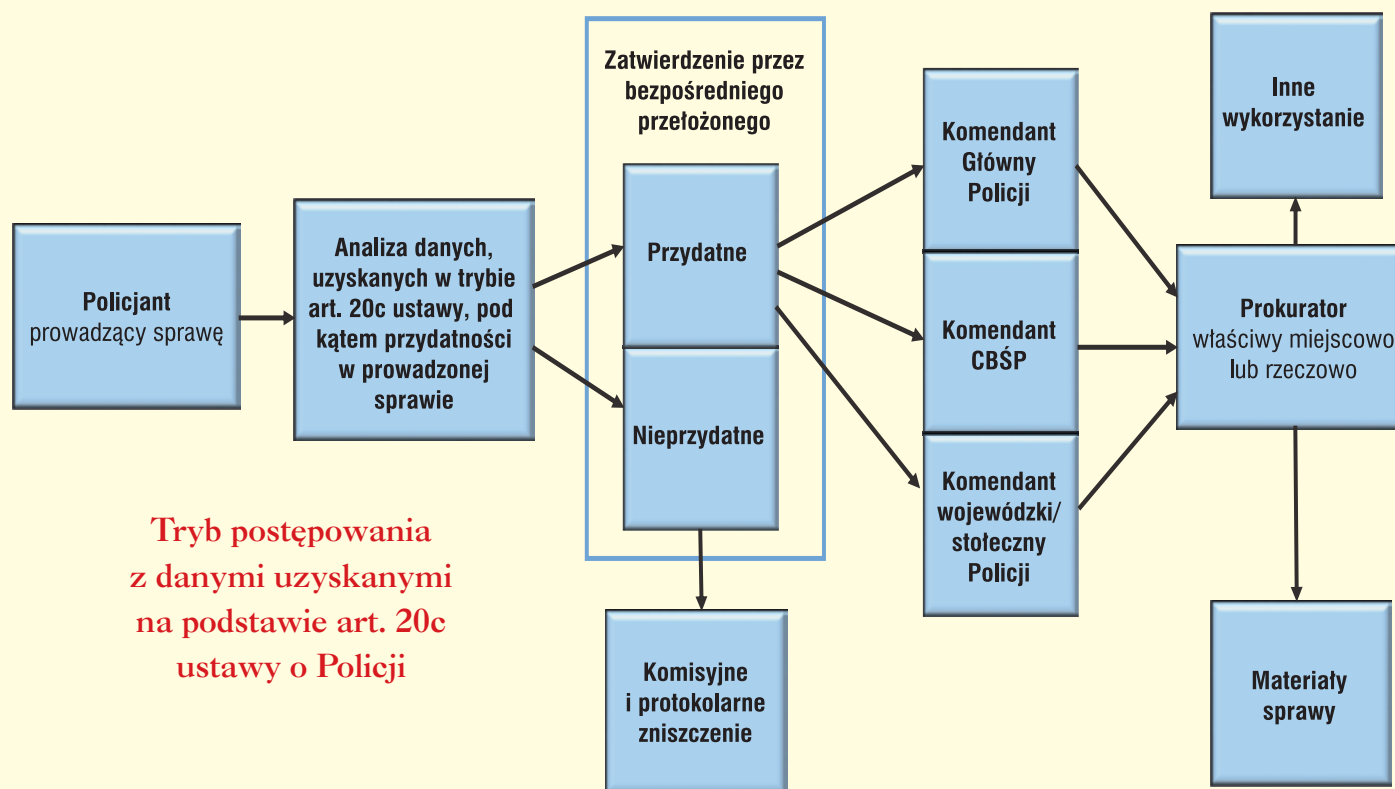 Policjant
prowadzący sprawę
Analiza danych,
uzyskanych w trybie
art. 20c ustawy, pod
kątem przydatności
w prowadzonej
sprawie
Zatwierdzenie przez
bezpośredniego
przełożonego
Przydatne
Nieprzydatne
Komisyjne
i protokolarne
zniszczenie
Komendant
Główny
Policji
Komendant
CBŚP
Komendant
wojewódzki/
stołeczny
Policji
Inne
wykorzystanie
Prokurator
właściwy miejscowo
lub rzeczowo
Materiały
sprawy
Tryb postępowania
z danymi uzyskanymi
na podstawie art. 20c
ustawy o Policji